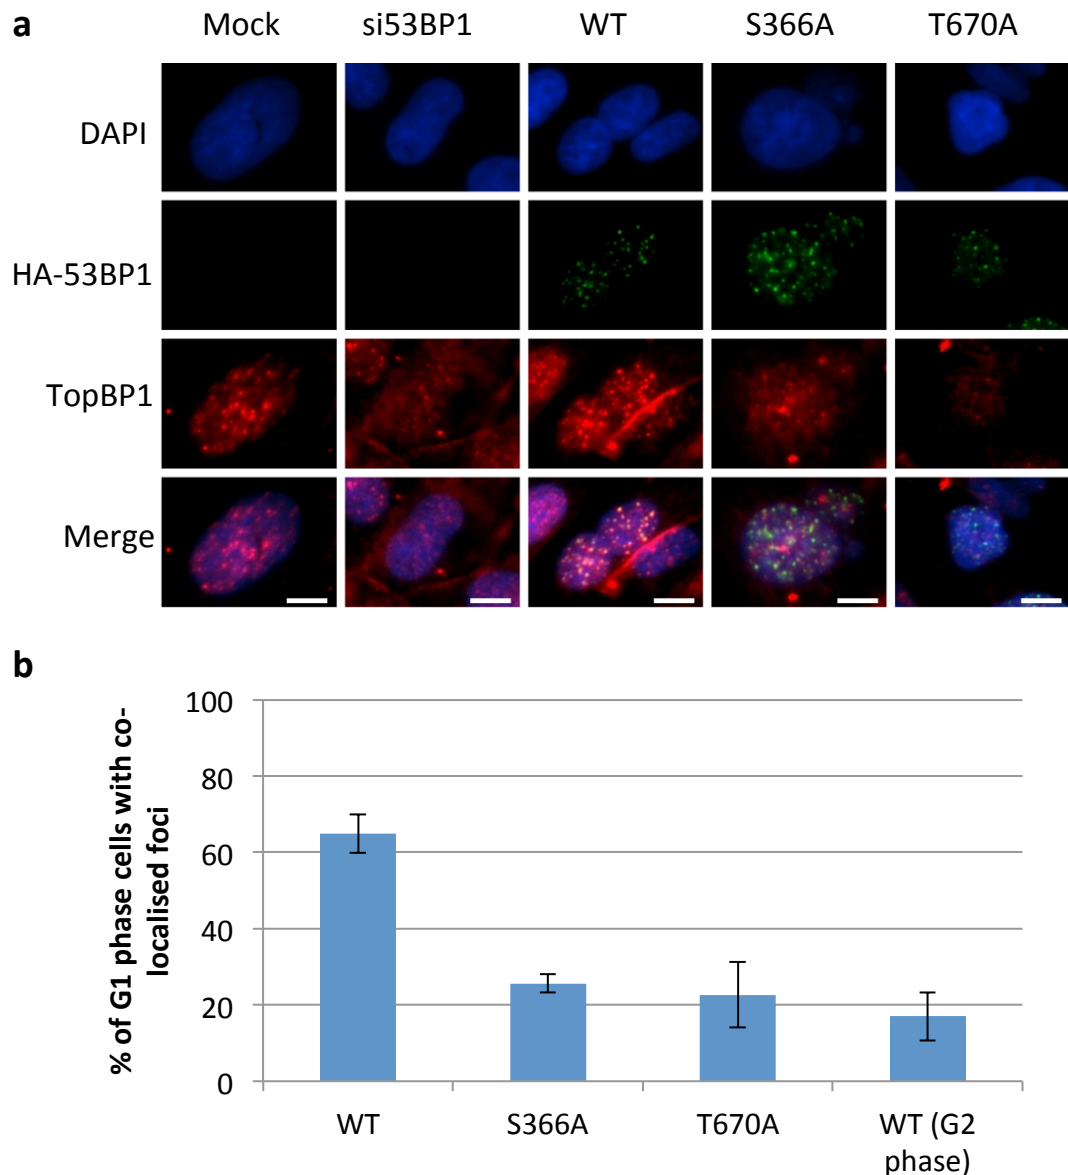 a
Mock si53BP1 WT S366A T670A
DAPI
HA-53BP1
TopBP1
Merge
b
% of G1 phase cells with co-
localised foci
100
80
60
40
20
0
WT S366A T670A WT (G2
phase)